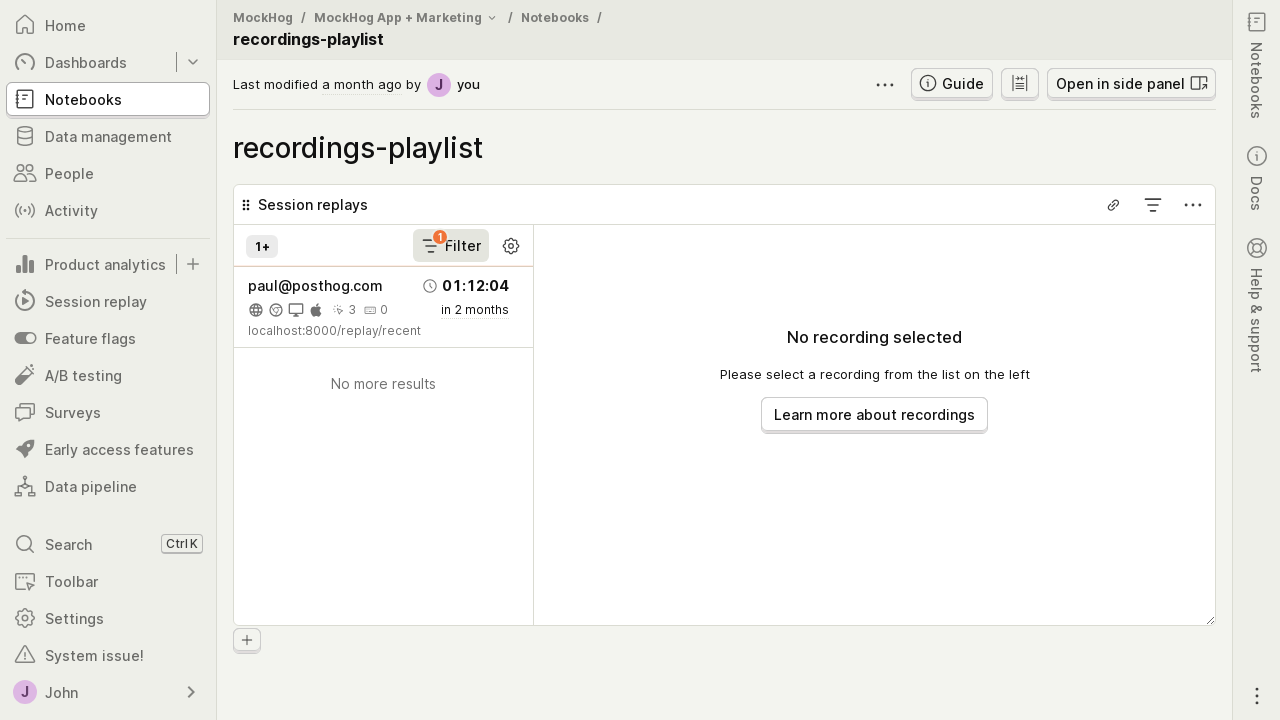 Home
Dashboards
Notebooks
Data management
People
Activity
Product analytics
Session replay
Feature flags
A/B testing
Surveys
Early access features
Data pipeline
Search Ctrl K
Toolbar
Settings
System issue!
J John
MockHog / MockHog App + Marketing / Notebooks /
recordings-playlist
Last modified a month ago by J you
Guide
Open in side panel
recordings-playlist
Session replays
1+
1 Filter
paul@posthog.com 01:12:04
3 0 in 2 months
localhost:8000/replay/recent
No more results
No recording selected
Please select a recording from the list on the left
Learn more about recordings
Notebooks
Docs
Help & support